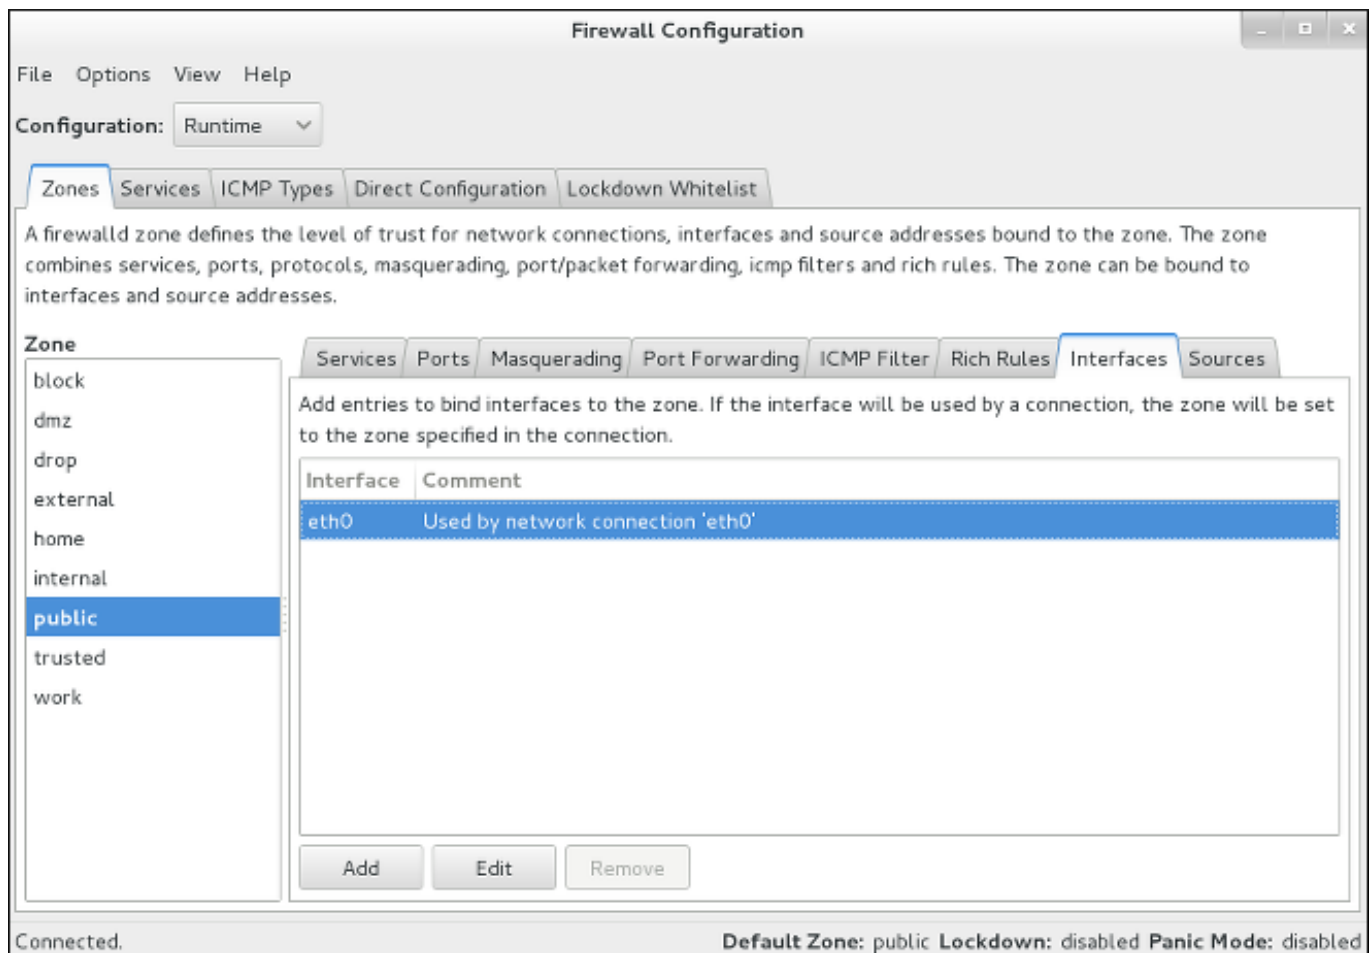 Firewall Configuration
File Options View Help
Configuration: Runtime
Zones Services ICMP Types Direct Configuration Lockdown Whitelist
A firewalld zone defines the level of trust for network connections, interfaces and source addresses bound to the zone. The zone
combines services, ports, protocols, masquerading, port/packet forwarding, icmp filters and rich rules. The zone can be bound to
interfaces and source addresses.
Zone
block
dmz
drop
external
home
internal
public
trusted
work
Services Ports Masquerading Port Forwarding ICMP Filter Rich Rules Interfaces Sources
Add entries to bind interfaces to the zone. If the interface will be used by a connection, the zone will be set
to the zone specified in the connection.
Interface Comment
eth0 Used by network connection 'eth0'
Add Edit Remove
Connected. Default Zone: public Lockdown: disabled Panic Mode: disabled